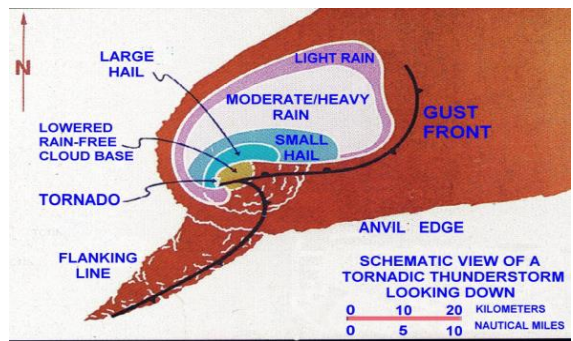 N
LARGE
HAIL
LIGHT RAIN
MODERATE/HEAVY
RAIN
GUST
FRONT
LOWERED
RAIN-FREE
CLOUD BASE
SMALL
HAIL
TORNADO
ANVIL EDGE
FLANKING
LINE
SCHEMATIC VIEW OF A
TORNADIC THUNDERSTORM
LOOKING DOWN
0 10 20 KILOMETERS
0 5 10 NAUTICAL MILES